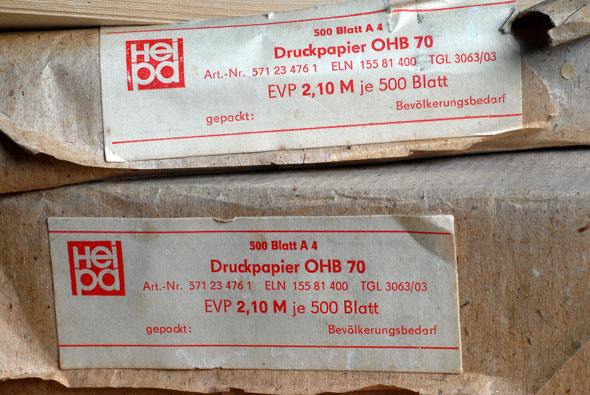 Hei
pa
500 Blatt A 4
Druckpapier OHB 70
Art.-Nr. 571 23 476 1 ELN 155 81 400 TGL 3063/03
EVP 2,10 M je 500 Blatt
gepackt: Bevölkerungsbedarf
Hei
pa
500 Blatt A 4
Druckpapier OHB 70
Art.-Nr. 571 23 476 1 ELN 155 81 400 TGL 3063/03
EVP 2,10 M je 500 Blatt
gepackt: Bevölkerungsbedarf